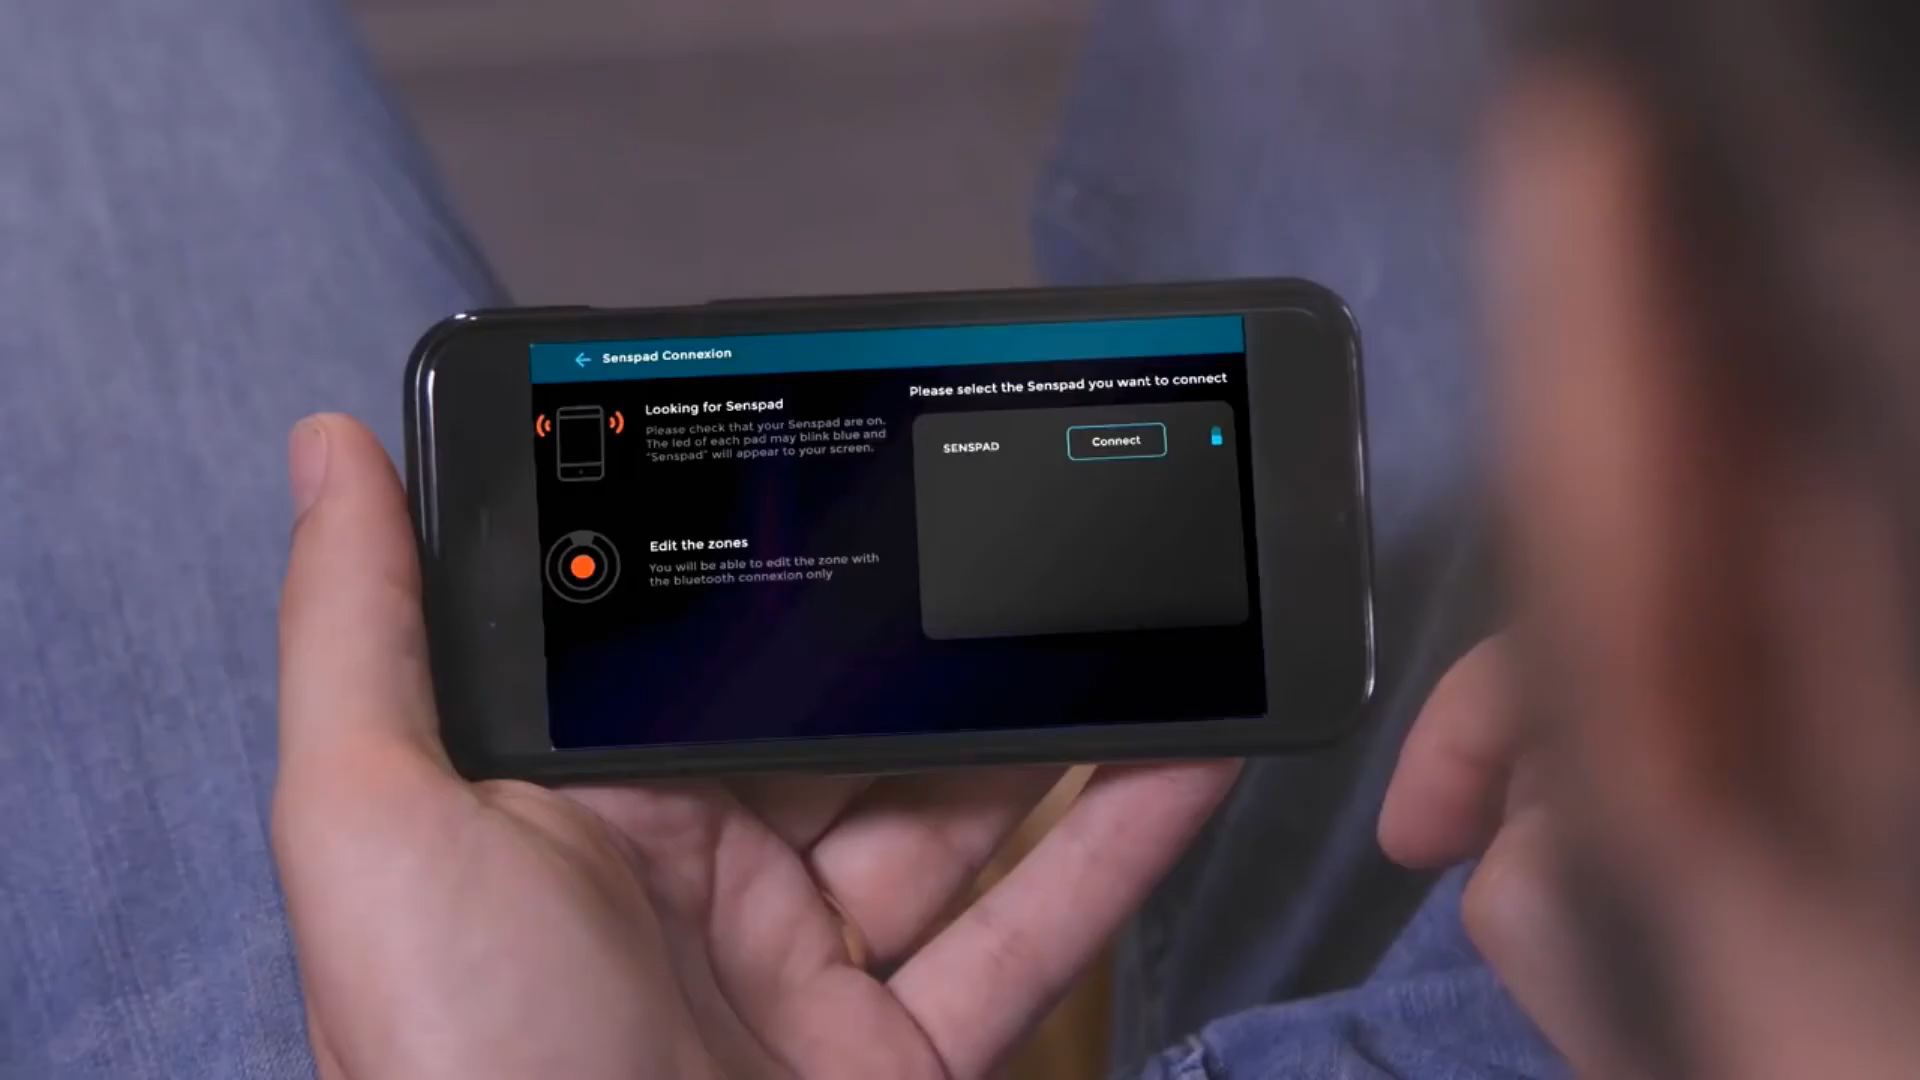 Senspad Connexion
Looking for Senspad
Please check that your Senspad are on.
The led of each pad may blink blue and
"Senspad" will appear to your screen.
Edit the zones
You will be able to edit the zone with
the bluetooth connexion only
Please select the Senspad you want to connect
SENSPAD
Connect